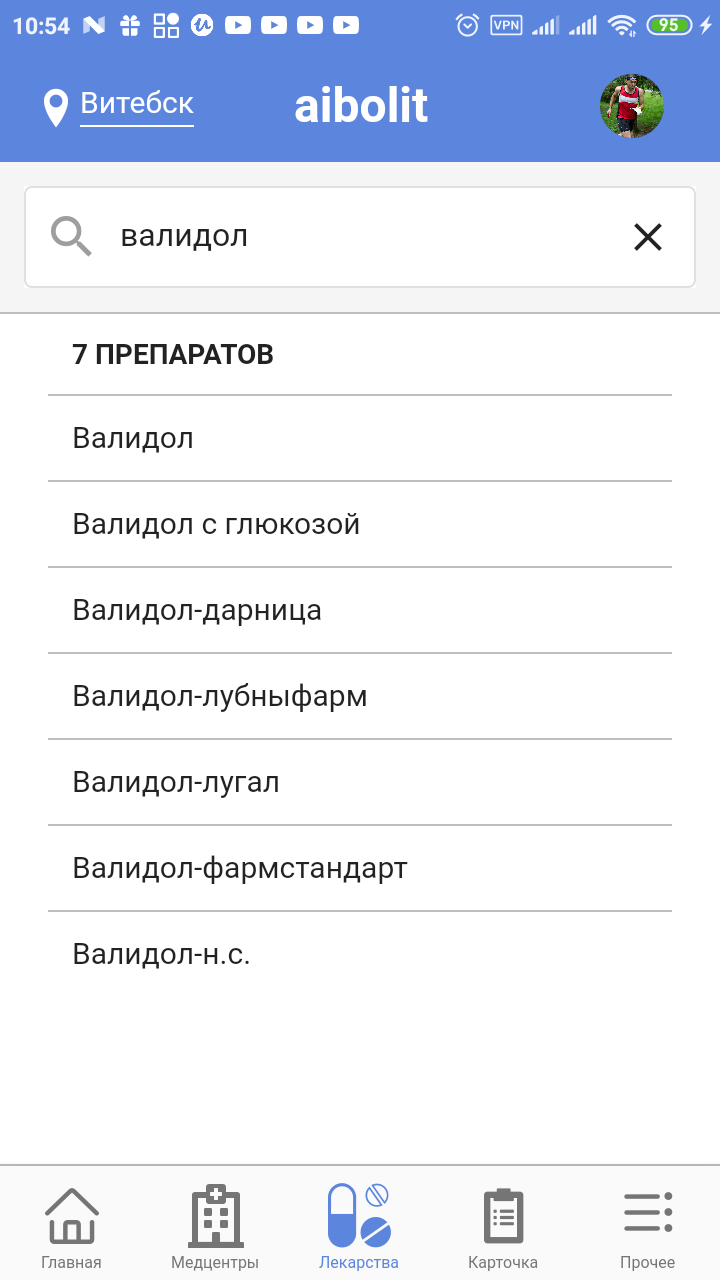 10:54 VPN 95
Витебск aibolit
валидол
7 ПРЕПАРАТОВ
Валидол
Валидол с глюкозой
Валидол-дарница
Валидол-лубныфарм
Валидол-лугал
Валидол-фармстандарт
Валидол-н.с.
Главная Медцентры Лекарства Карточка Прочее